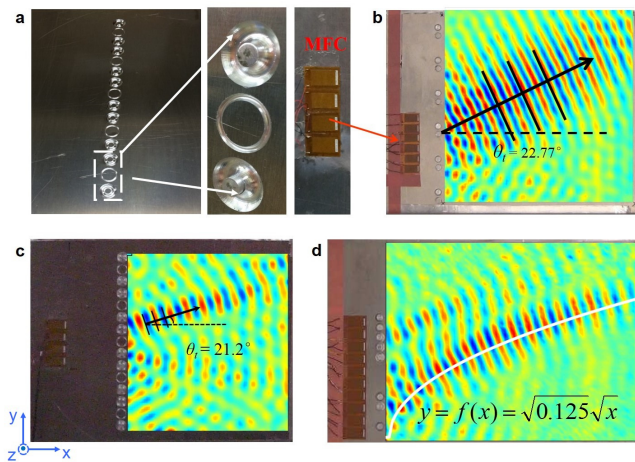 a
MFC
b
θt = 22.77°
c
θt = 21.2°
d
y = f(x) = √0.125√x
y
z
x